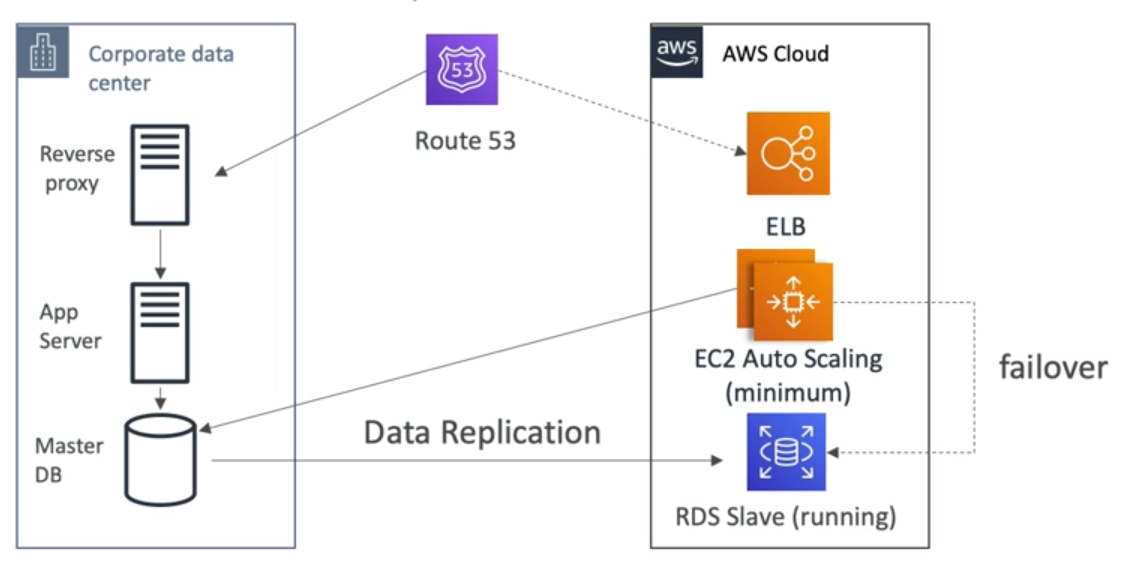 Corporate data
center
53
Route 53
aws
AWS Cloud
Reverse
proxy
ELB
App
Server
EC2 Auto Scaling
(minimum)
failover
Master
DB
Data Replication
RDS Slave (running)